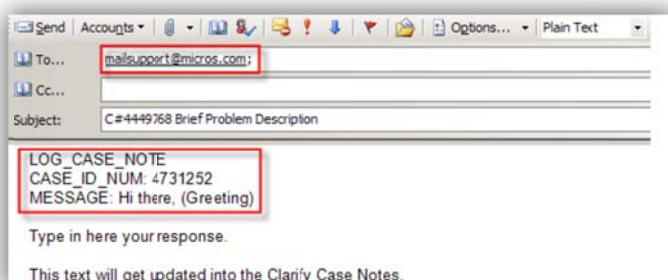 Send Accounts Options... Plain Text
To... mailsupport@micros.com;
Cc...
Subject: C#4449768 Brief Problem Description
LOG_CASE_NOTE
CASE_ID_NUM: 4731252
MESSAGE: Hi there, (Greeting)
Type in here your response.
This text will get updated into the Clarify Case Notes.